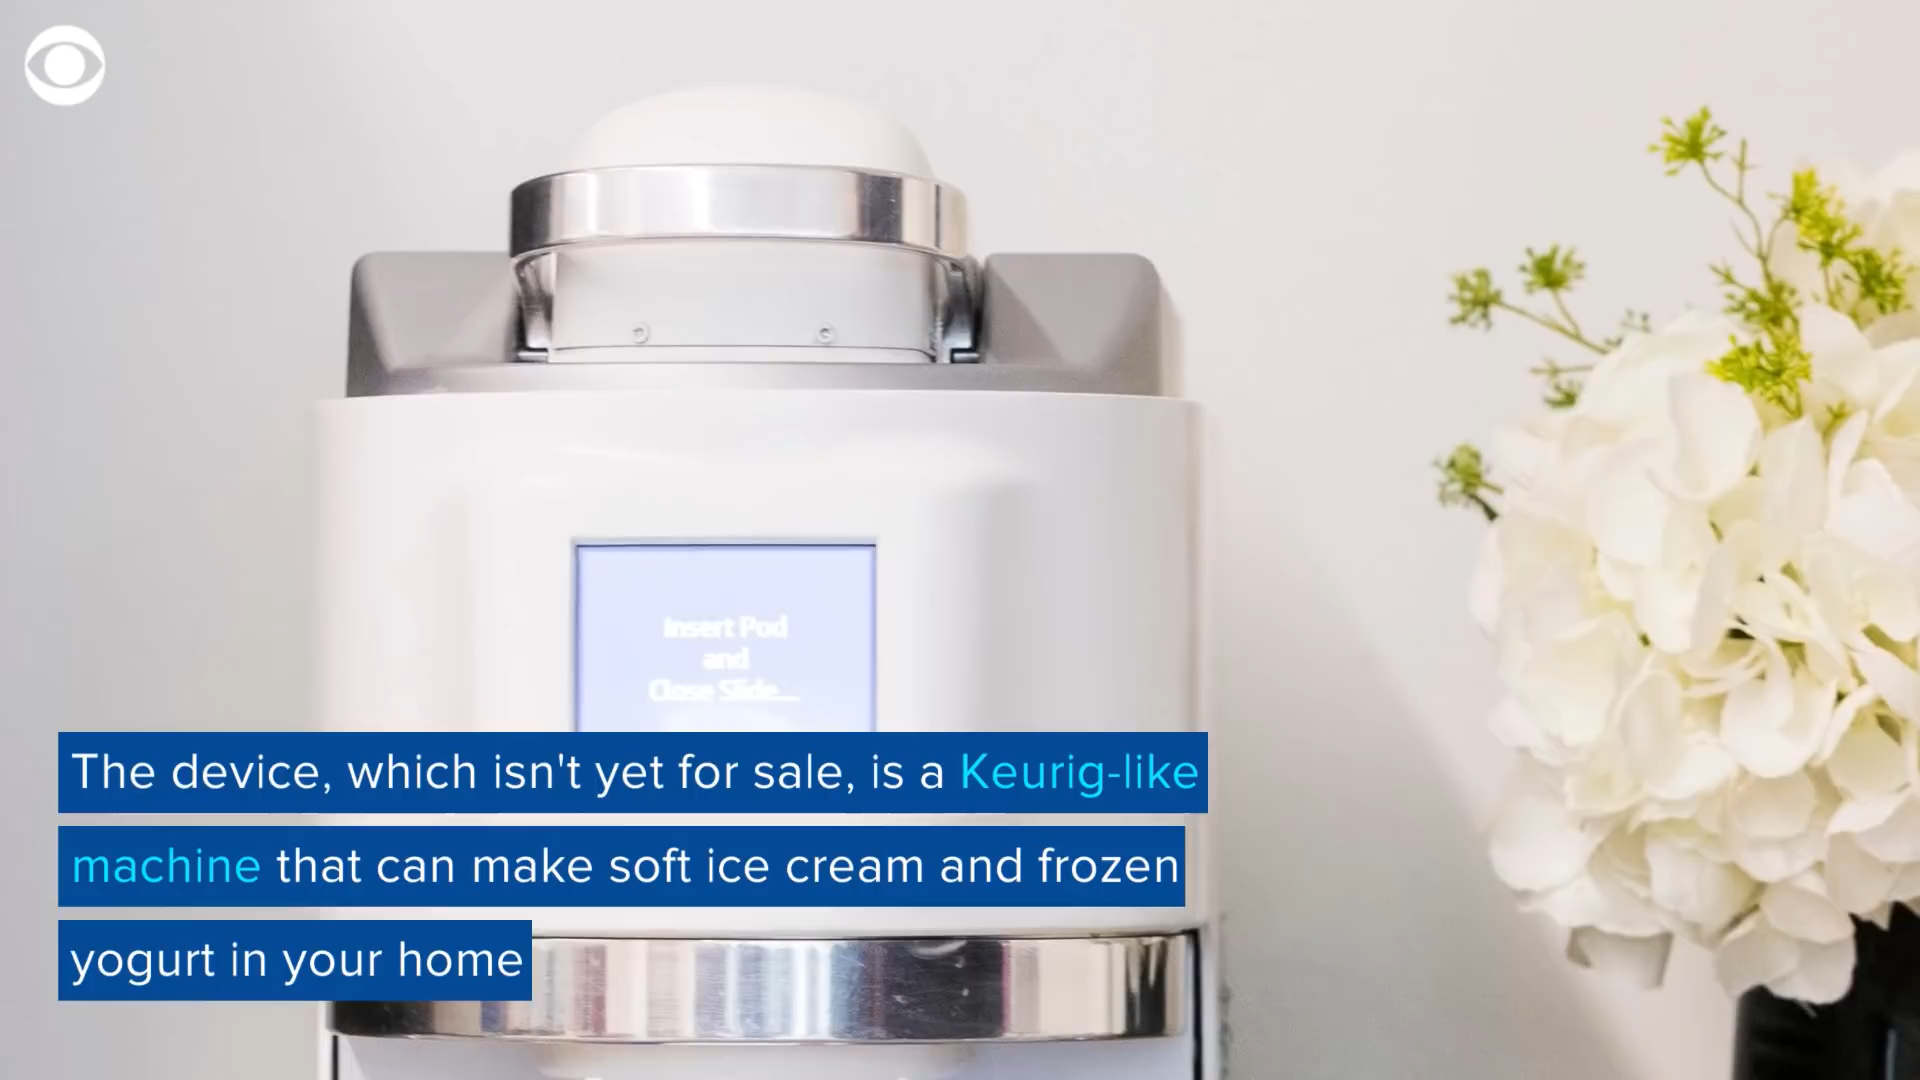 Insert Pod
and
Close Slide...
The device, which isn't yet for sale, is a Keurig-like
machine that can make soft ice cream and frozen
yogurt in your home